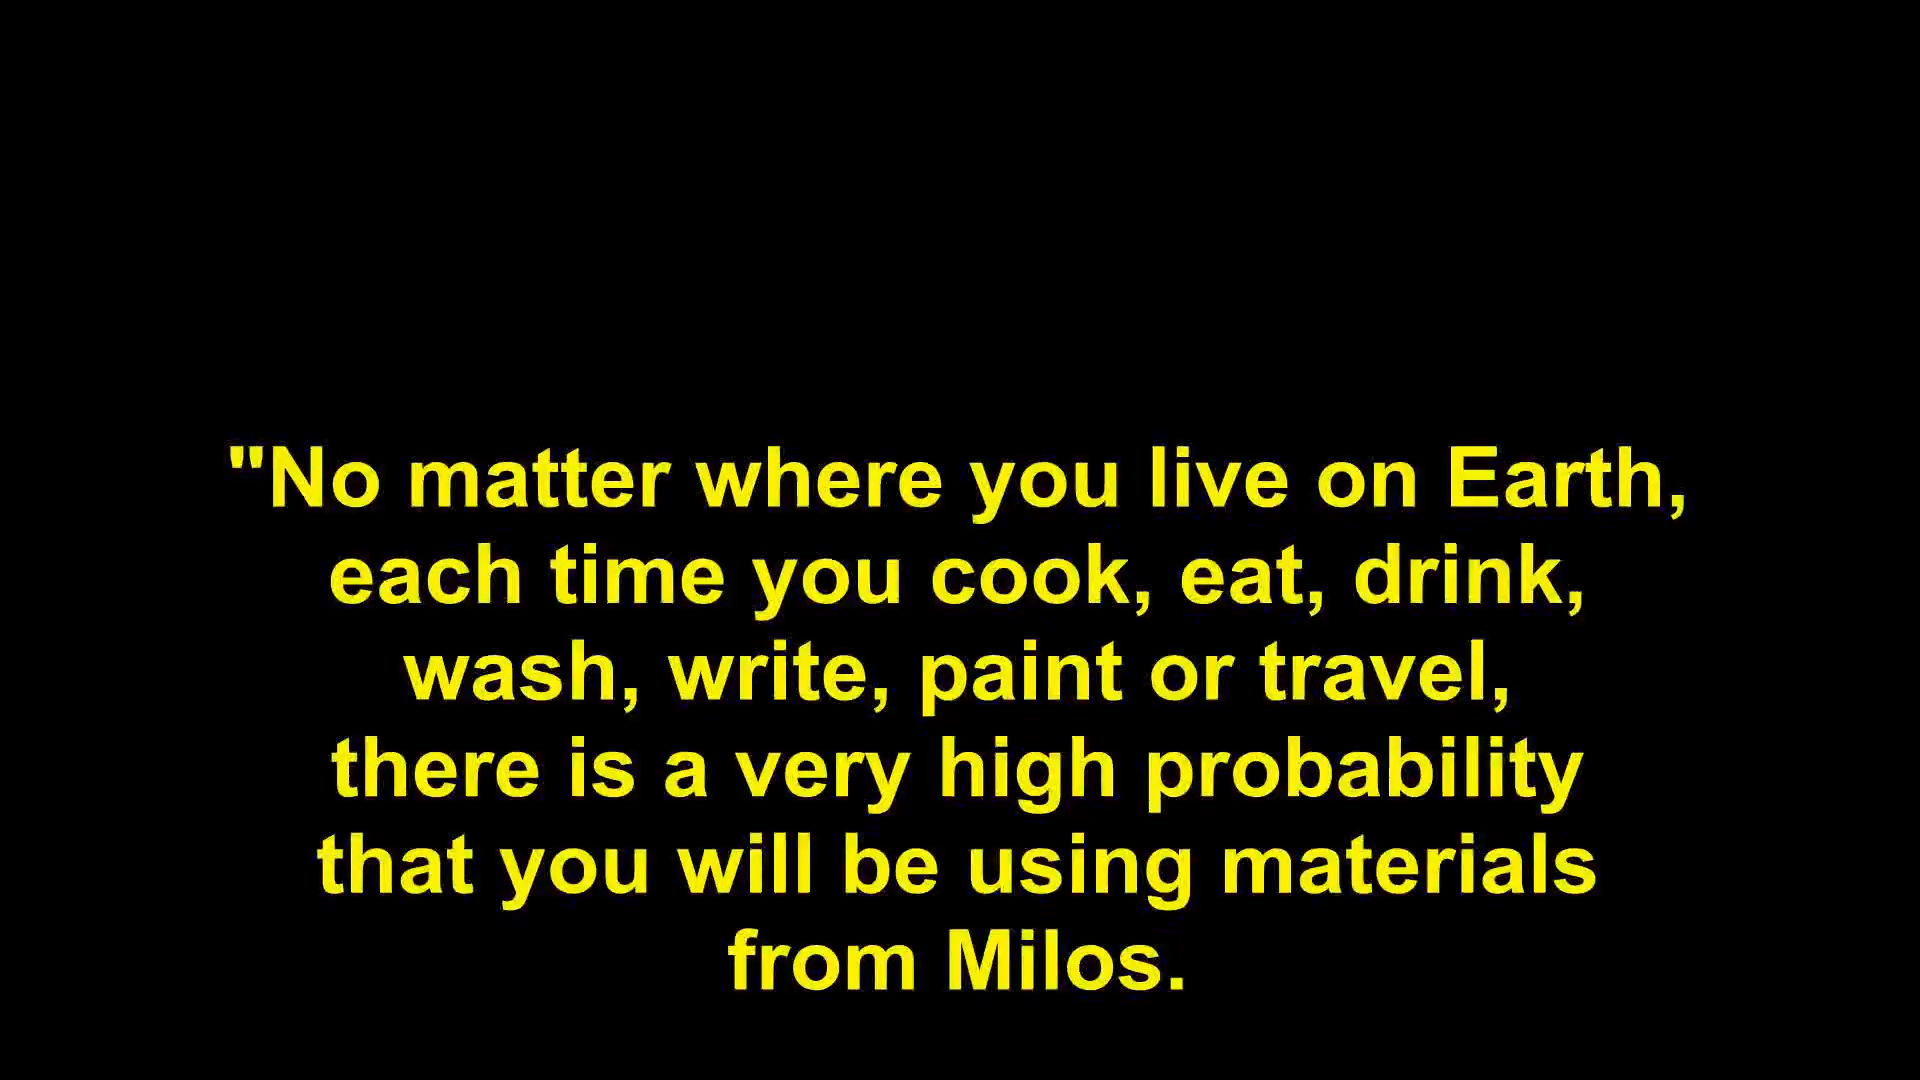 "No matter where you live on Earth,
each time you cook, eat, drink,
wash, write, paint or travel,
there is a very high probability
that you will be using materials
from Milos.